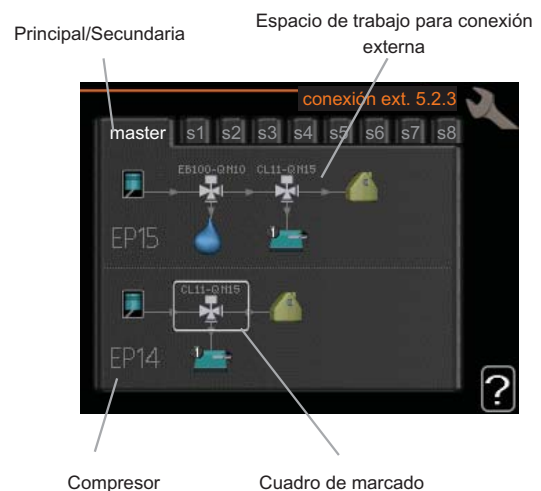 Principal/Secundaria
Espacio de trabajo para conexión
externa
conexión ext. 5.2.3
master s1 s2 s3 s4 s5 s6 s7 s8
EB100-QN10 CL11-QN15
1
EP15
CL11-QN15
1
EP14
?
Compresor
Cuadro de marcado